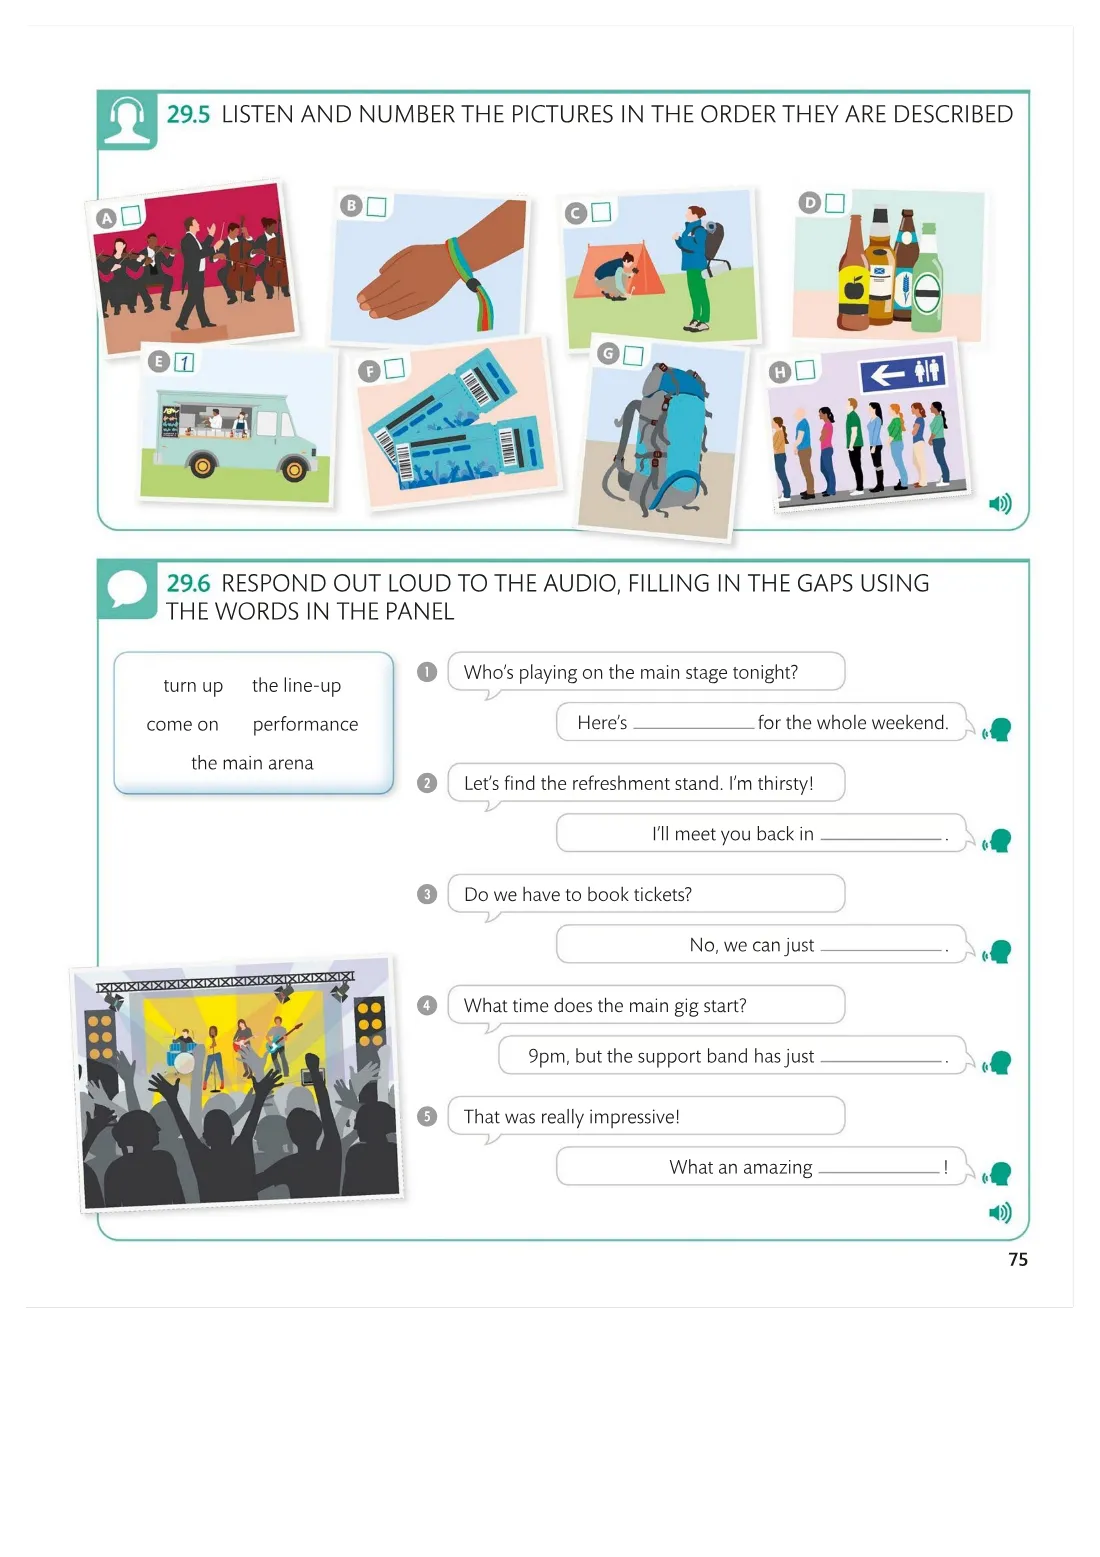 29.5 LISTEN AND NUMBER THE PICTURES IN THE ORDER THEY ARE DESCRIBED
A
B
C
D
E 1
F
G
H
29.6 RESPOND OUT LOUD TO THE AUDIO, FILLING IN THE GAPS USING
THE WORDS IN THE PANEL
turn up the line-up
come on performance
the main arena
1 Who's playing on the main stage tonight?
Here's ____________ for the whole weekend.
2 Let's find the refreshment stand. I'm thirsty!
I'll meet you back in ____________ .
3 Do we have to book tickets?
No, we can just ____________ .
4 What time does the main gig start?
9pm, but the support band has just ____________ .
5 That was really impressive!
What an amazing ____________ !
75